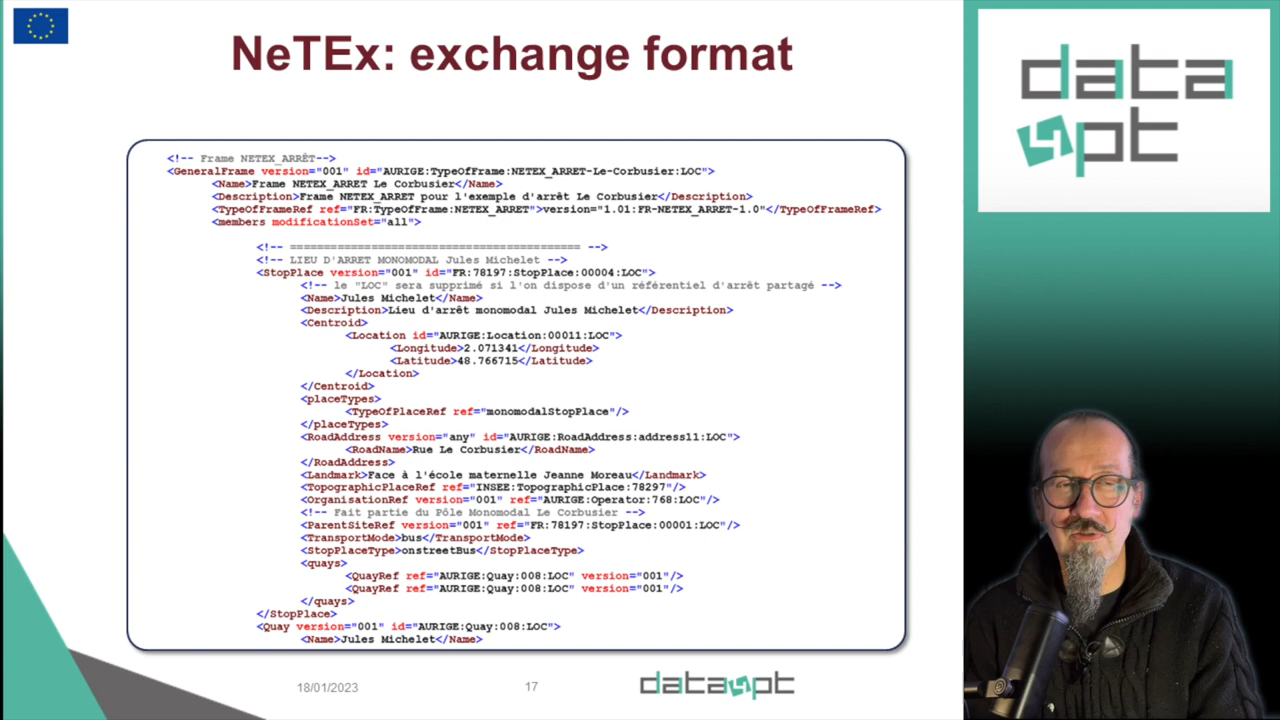 NeTEx: exchange format
data
pt
<!-- Frame NETEX_ARRÊT-->
<GeneralFrame version="001" id="AURIGE:TypeOfFrame:NETEX_ARRET-Le-Corbusier:LOC">
<Name>Frame NETEX_ARRET Le Corbusier</Name>
<Description>Frame NETEX_ARRET pour l'exemple d'arrêt Le Corbusier</Description>
<TypeOfFrameRef ref="FR:TypeOfFrame:NETEX_ARRET">version="1.01:FR-NETEX_ARRET-1.0"</TypeOfFrameRef>
<members modificationSet="all">
<!-- =========================================== -->
<!-- LIEU D'ARRET MONOMODAL Jules Michelet -->
<StopPlace version="001" id="FR:78197:StopPlace:00004:LOC">
<!-- le "LOC" sera supprimé si l'on dispose d'un référentiel d'arrêt partagé -->
<Name>Jules Michelet</Name>
<Description>Lieu d'arrêt monomodal Jules Michelet</Description>
<Centroid>
<Location id="AURIGE:Location:00011:LOC">
<Longitude>2.071341</Longitude>
<Latitude>48.766715</Latitude>
</Location>
</Centroid>
<placeTypes>
<TypeOfPlaceRef ref="monomodalStopPlace"/>
</placeTypes>
<RoadAddress version="any" id="AURIGE:RoadAddress:address11:LOC">
<RoadName>Rue Le Corbusier</RoadName>
</RoadAddress>
<Landmark>Face à l'école maternelle Jeanne Moreau</Landmark>
<TopographicPlaceRef ref="INSEE:TopographicPlace:78297"/>
<OrganisationRef version="001" ref="AURIGE:Operator:768:LOC"/>
<!-- Fait partie du Pôle Monomodal Le Corbusier -->
<ParentSiteRef version="001" ref="FR:78197:StopPlace:00001:LOC"/>
<TransportMode>bus</TransportMode>
<StopPlaceType>onstreetBus</StopPlaceType>
<quays>
<QuayRef ref="AURIGE:Quay:008:LOC" version="001"/>
<QuayRef ref="AURIGE:Quay:008:LOC" version="001"/>
</quays>
</StopPlace>
<Quay version="001" id="AURIGE:Quay:008:LOC">
<Name>Jules Michelet</Name>
18/01/2023
17
data pt